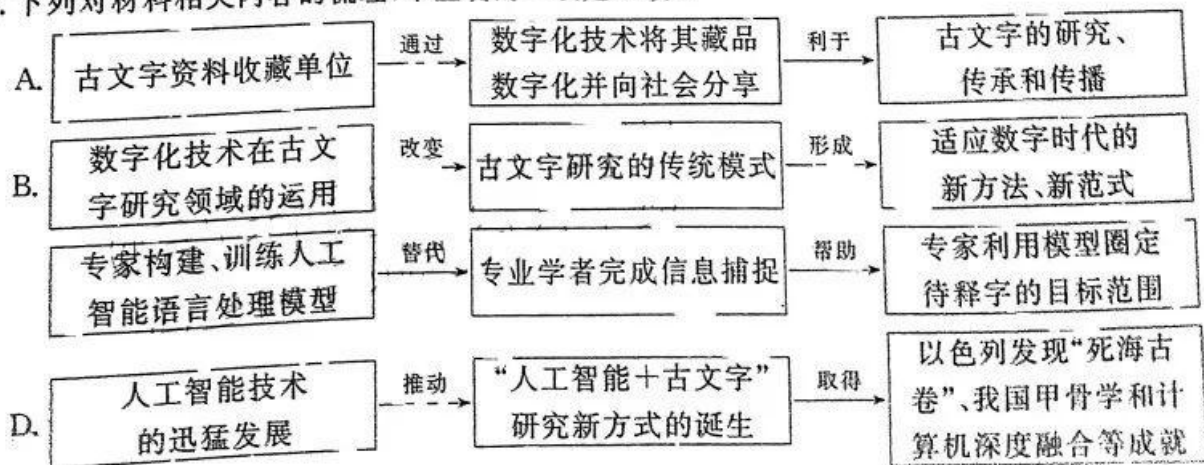 .下列对材料相关内容的梳理,
A. 古文字资料收藏单位 通过 数字化技术将其藏品 利于 古文字的研究、
数字化并向社会分享 传承和传播
B. 数字化技术在古文 改变 古文字研究的传统模式 形成 适应数字时代的
字研究领域的运用 新方法、新范式
专家构建、训练人工 替代 专业学者完成信息捕捉 帮助 专家利用模型圈定
智能语言处理模型 待释字的目标范围
D. 人工智能技术 推动 “人工智能＋古文字” 取得 以色列发现“死海古
的迅猛发展 研究新方式的诞生 卷”、我国甲骨学和计
算机深度融合等成就